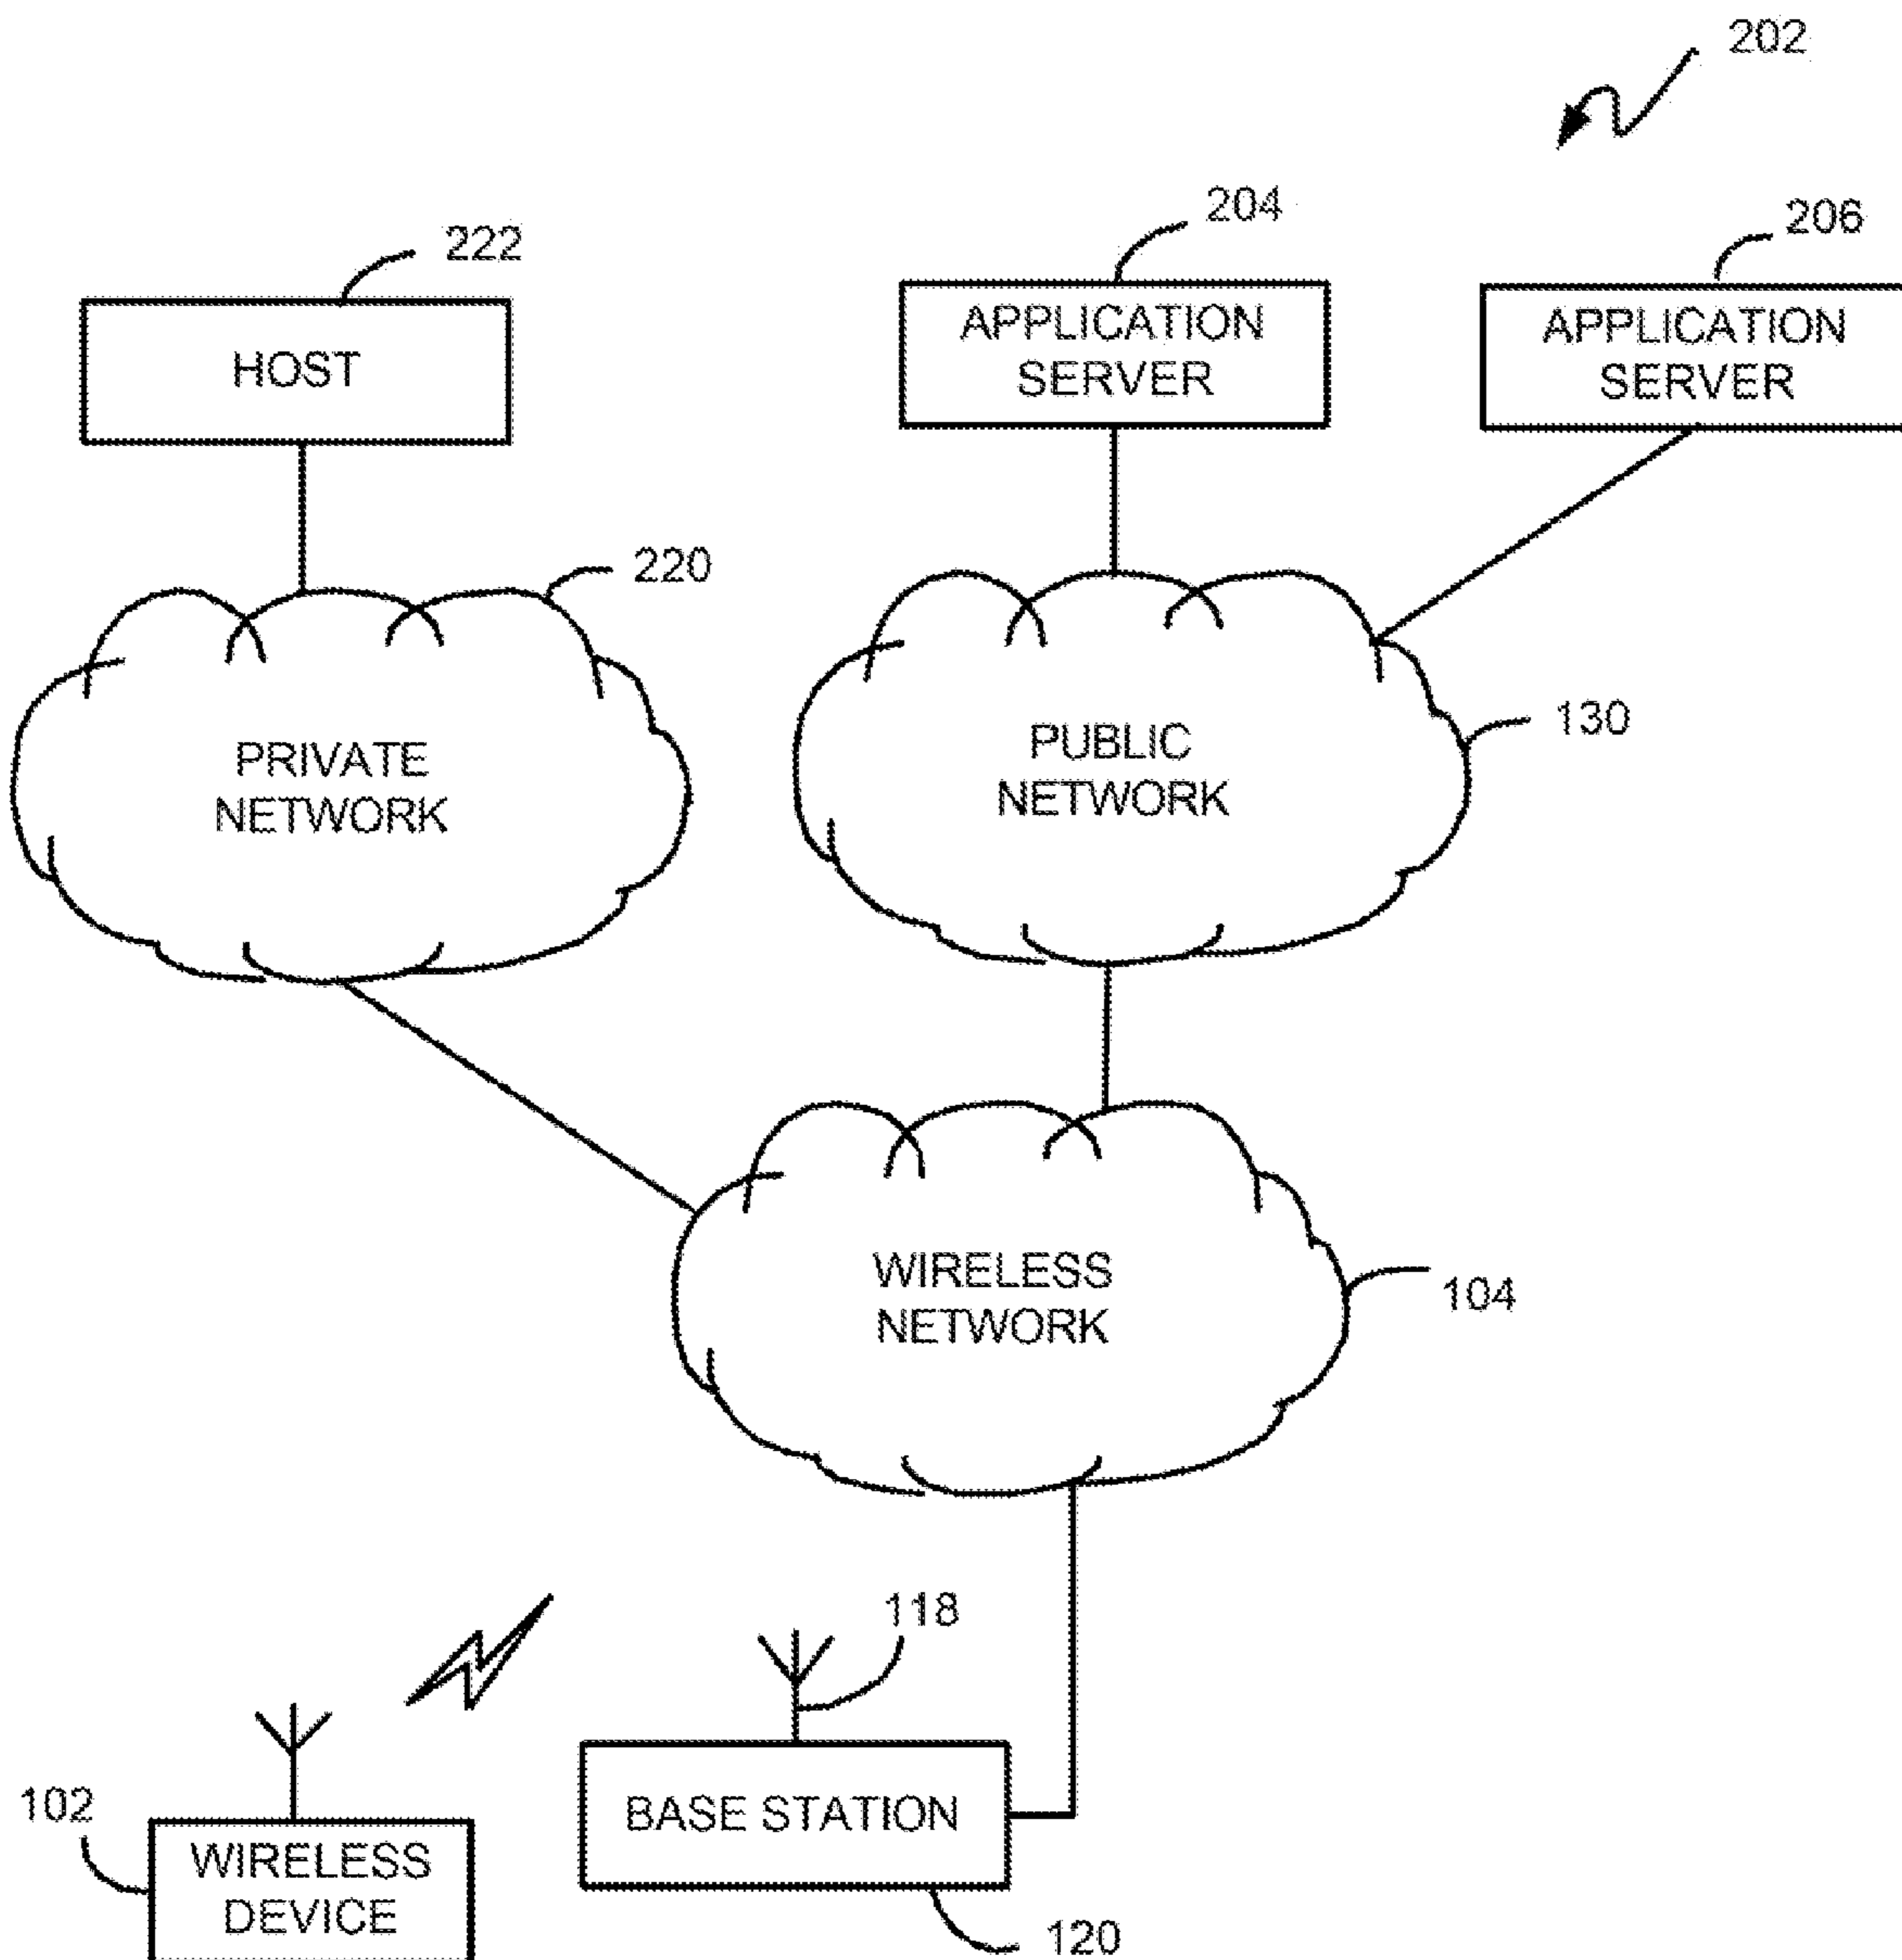 202
204
206
222
APPLICATION
SERVER
APPLICATION
SERVER
HOST
220
130
PRIVATE
NETWORK
PUBLIC
NETWORK
WIRELESS
NETWORK
104
118
102
BASE STATION
WIRELESS
DEVICE
120